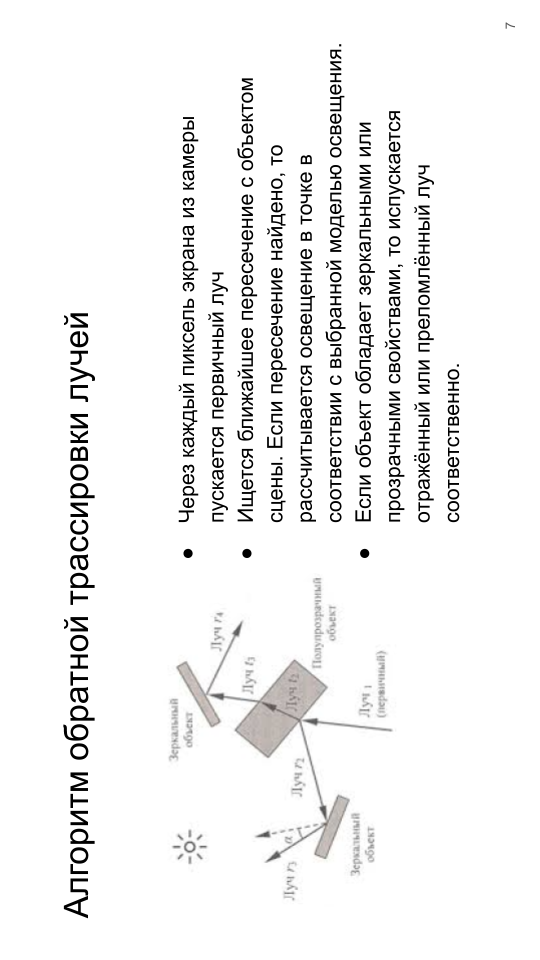 Алгоритм обратной трассировки лучей
Зеркальный
объект
Луч r₄
Луч t₃
Луч t₂
Полупрозрачный
объект
Луч ₁
(первичный)
Луч r₂
Луч r₃
α
Зеркальный
объект
● Через каждый пиксель экрана из камеры
пускается первичный луч
● Ищется ближайшее пересечение с объектом
сцены. Если пересечение найдено, то
рассчитывается освещение в точке в
соответствии с выбранной моделью освещения.
● Если объект обладает зеркальными или
прозрачными свойствами, то испускается
отражённый или преломлённый луч
соответственно.
7